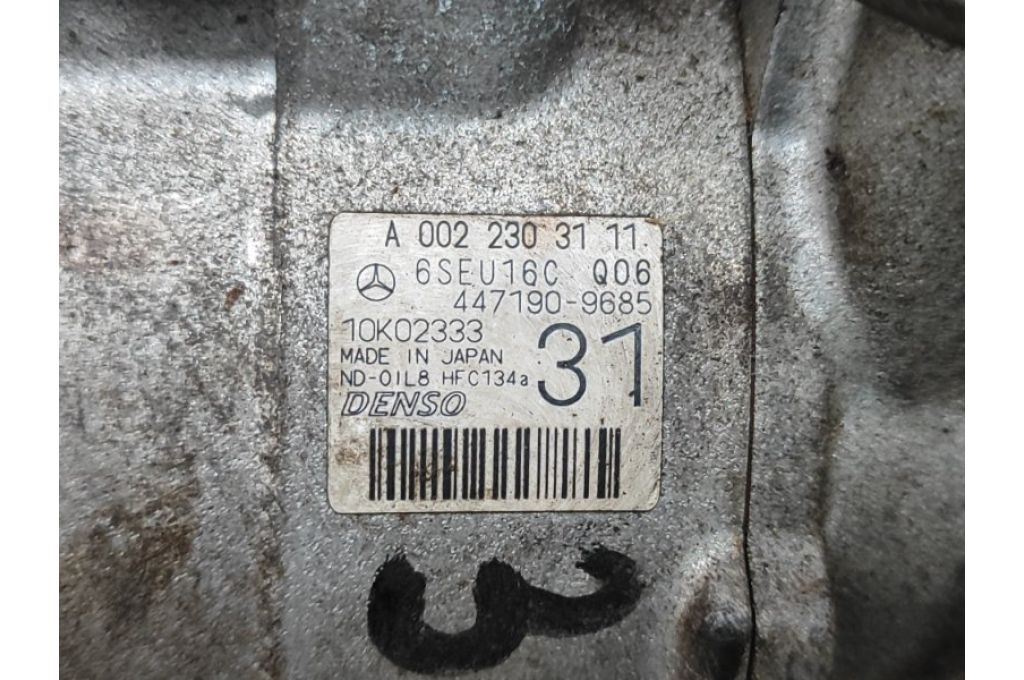 A 002 230 31 11.
6SEU16C Q06
447190-9685
10K02333
MADE IN JAPAN
ND-OIL8 HFC134a
31
DENSO
3